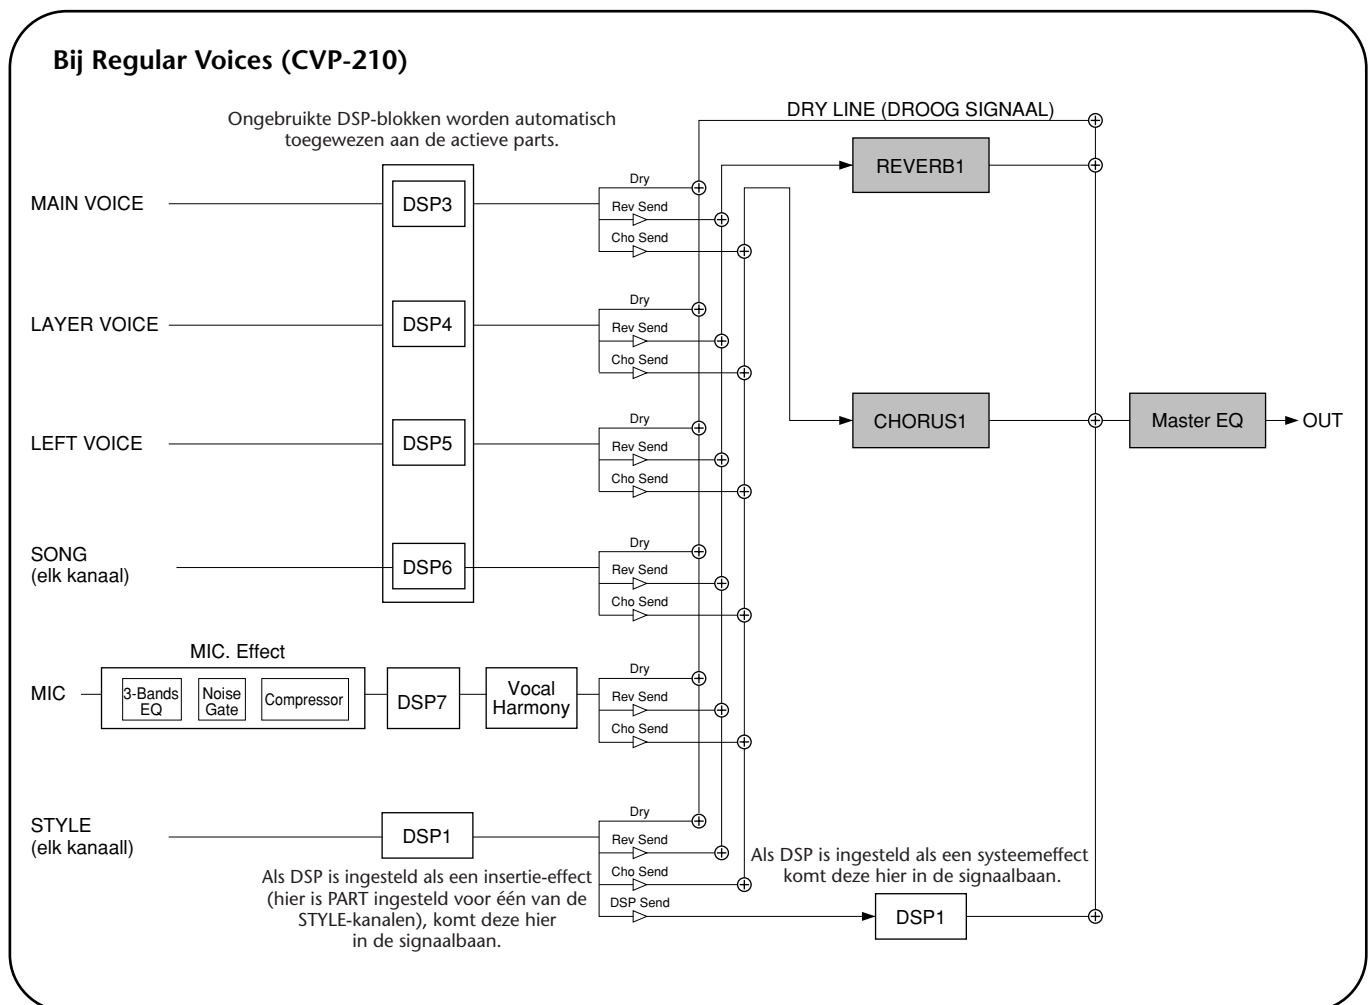 Bij Regular Voices (CVP-210)
Ongebruikte DSP-blokken worden automatisch
toegewezen aan de actieve parts.
DRY LINE (DROOG SIGNAAL)
REVERB1
MAIN VOICE
DSP3
Dry
Rev Send
Cho Send
LAYER VOICE
DSP4
Dry
Rev Send
Cho Send
CHORUS1
Master EQ
OUT
LEFT VOICE
DSP5
Dry
Rev Send
Cho Send
SONG
(elk kanaal)
DSP6
Dry
Rev Send
Cho Send
MIC. Effect
MIC
3-Bands
EQ
Noise
Gate
Compressor
DSP7
Vocal
Harmony
Dry
Rev Send
Cho Send
STYLE
(elk kanaall)
DSP1
Dry
Rev Send
Cho Send
DSP Send
Als DSP is ingesteld als een insertie-effect
(hier is PART ingesteld voor één van de
STYLE-kanalen), komt deze hier
in de signaalbaan.
Als DSP is ingesteld als een systeemeffect
komt deze hier in de signaalbaan.
DSP1